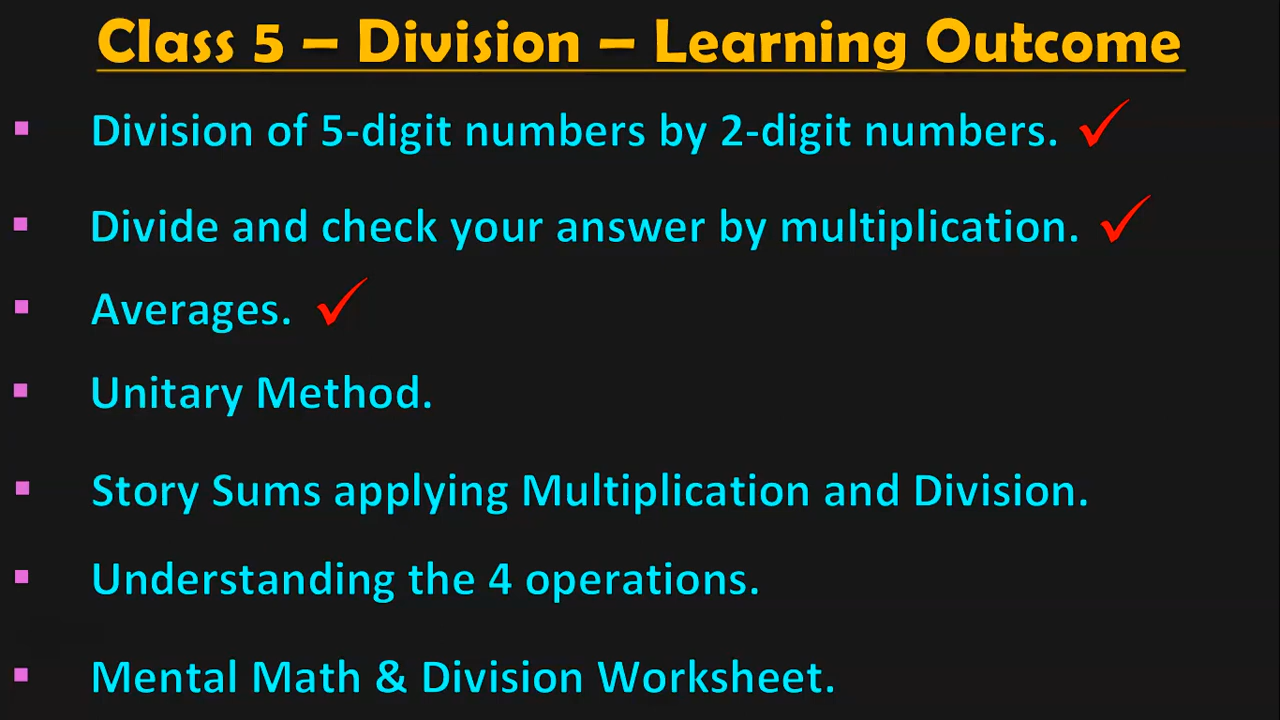 Class 5 – Division – Learning Outcome
▪ Division of 5-digit numbers by 2-digit numbers. ✓
▪ Divide and check your answer by multiplication. ✓
▪ Averages. ✓
▪ Unitary Method.
▪ Story Sums applying Multiplication and Division.
▪ Understanding the 4 operations.
▪ Mental Math & Division Worksheet.